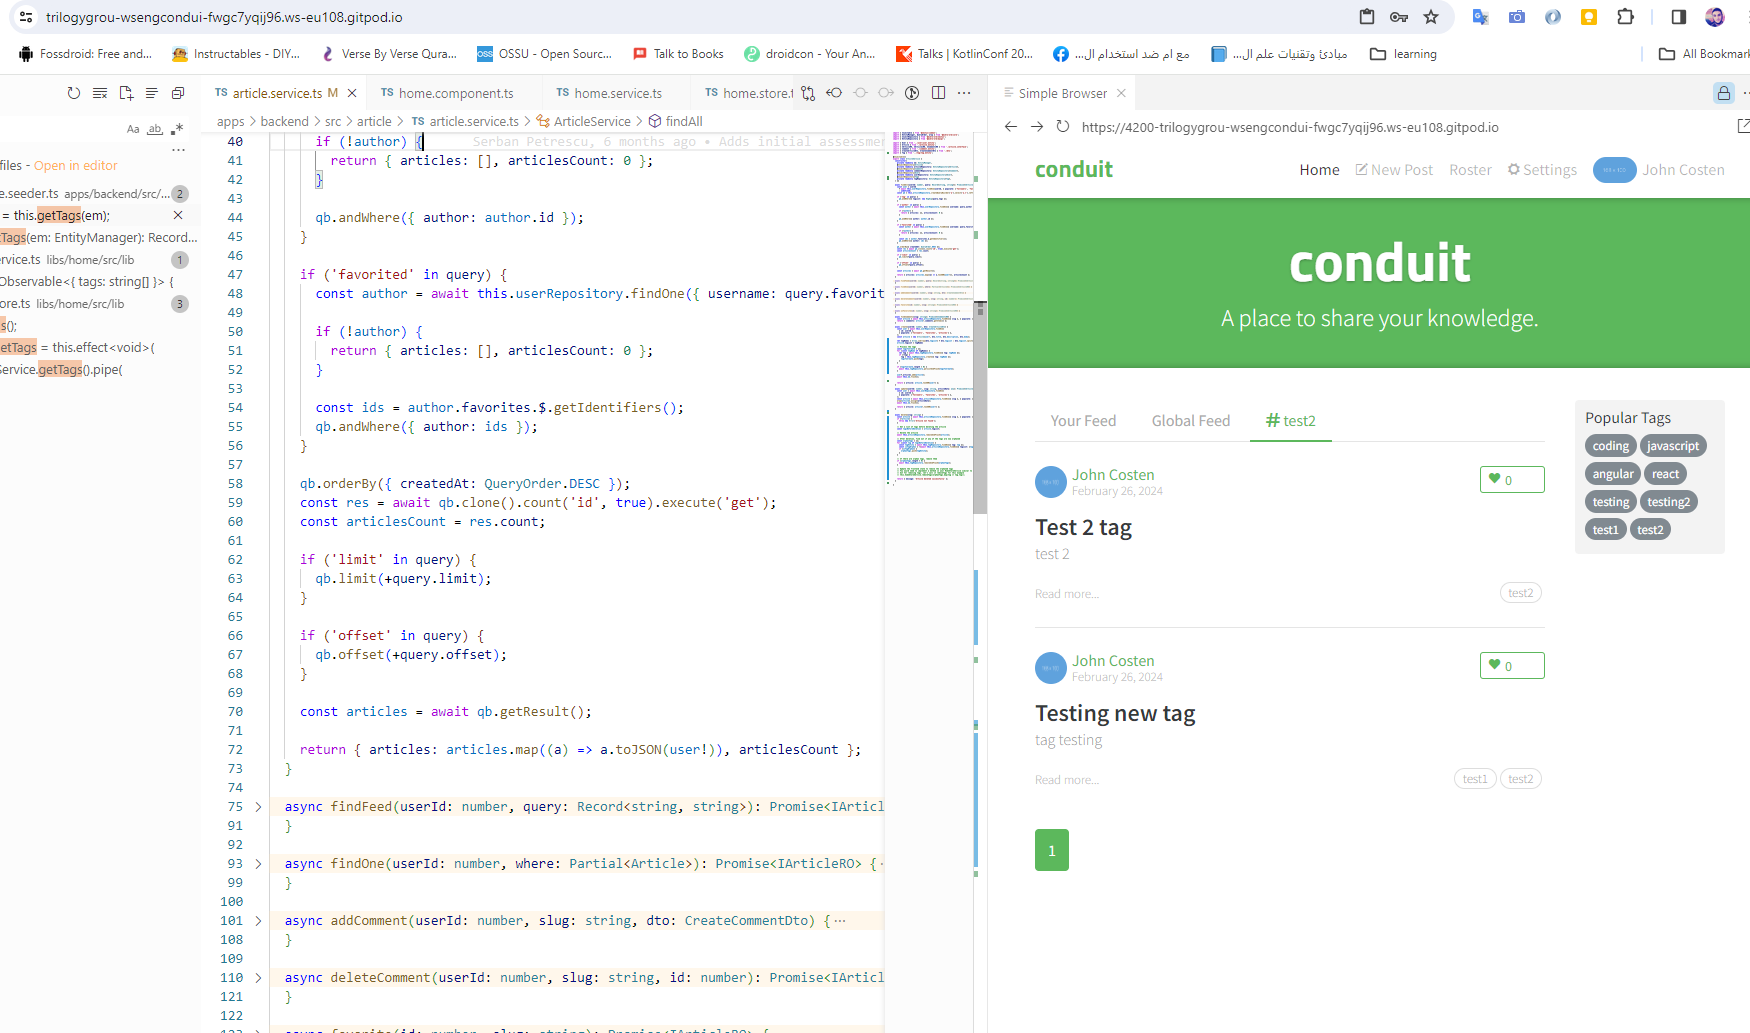 trilogygrou-wsengcondui-fwgc7yqij96.ws-eu108.gitpod.io
Fossdroid: Free and...
Instructables - DIY...
Verse By Verse Qura...
OSSU - Open Sourc...
Talk to Books
droidcon - Your An...
Talks | KotlinConf 20...
مع ام ضد استخدام ال...
مبادئ وتقنيات علم ال...
learning
All Bookmark
Aa ab
files - Open in editor
e.seeder.ts apps/backend/src/... 2
= this.getTags(em);
tTags(em: EntityManager): Record...
rvice.ts libs/home/src/lib 1
Observable<{ tags: string[] }> {
ore.ts libs/home/src/lib 3
s();
etTags = this.effect<void>(
Service.getTags().pipe(
TS article.service.ts M
TS home.component.ts
TS home.service.ts
TS home.store.t
apps > backend > src > article > TS article.service.ts > ArticleService > findAll
40 if (!author) { Serban Petrescu, 6 months ago • Adds initial assessmen
41 return { articles: [], articlesCount: 0 };
42 }
43
44 qb.andWhere({ author: author.id });
45 }
46
47 if ('favorited' in query) {
48 const author = await this.userRepository.findOne({ username: query.favorit
49
50 if (!author) {
51 return { articles: [], articlesCount: 0 };
52 }
53
54 const ids = author.favorites.$.getIdentifiers();
55 qb.andWhere({ author: ids });
56 }
57
58 qb.orderBy({ createdAt: QueryOrder.DESC });
59 const res = await qb.clone().count('id', true).execute('get');
60 const articlesCount = res.count;
61
62 if ('limit' in query) {
63 qb.limit(+query.limit);
64 }
65
66 if ('offset' in query) {
67 qb.offset(+query.offset);
68 }
69
70 const articles = await qb.getResult();
71
72 return { articles: articles.map((a) => a.toJSON(user!)), articlesCount };
73 }
74
75 async findFeed(userId: number, query: Record<string, string>): Promise<IArticl
91 }
92
93 async findOne(userId: number, where: Partial<Article>): Promise<IArticleRO> {
99 }
100
101 async addComment(userId: number, slug: string, dto: CreateCommentDto) {···
108 }
109
110 async deleteComment(userId: number, slug: string, id: number): Promise<IArticl
121 }
122
123 async favorite(id: number, slug: string): Promise<IArticleRO> {
Simple Browser
https://4200-trilogygrou-wsengcondui-fwgc7yqij96.ws-eu108.gitpod.io
conduit
Home
New Post
Roster
Settings
John Costen
conduit
A place to share your knowledge.
Your Feed
Global Feed
# test2
John Costen
February 26, 2024
0
Test 2 tag
test 2
Read more...
test2
John Costen
February 26, 2024
0
Testing new tag
tag testing
Read more...
test1 test2
1
Popular Tags
coding javascript
angular react
testing testing2
test1 test2